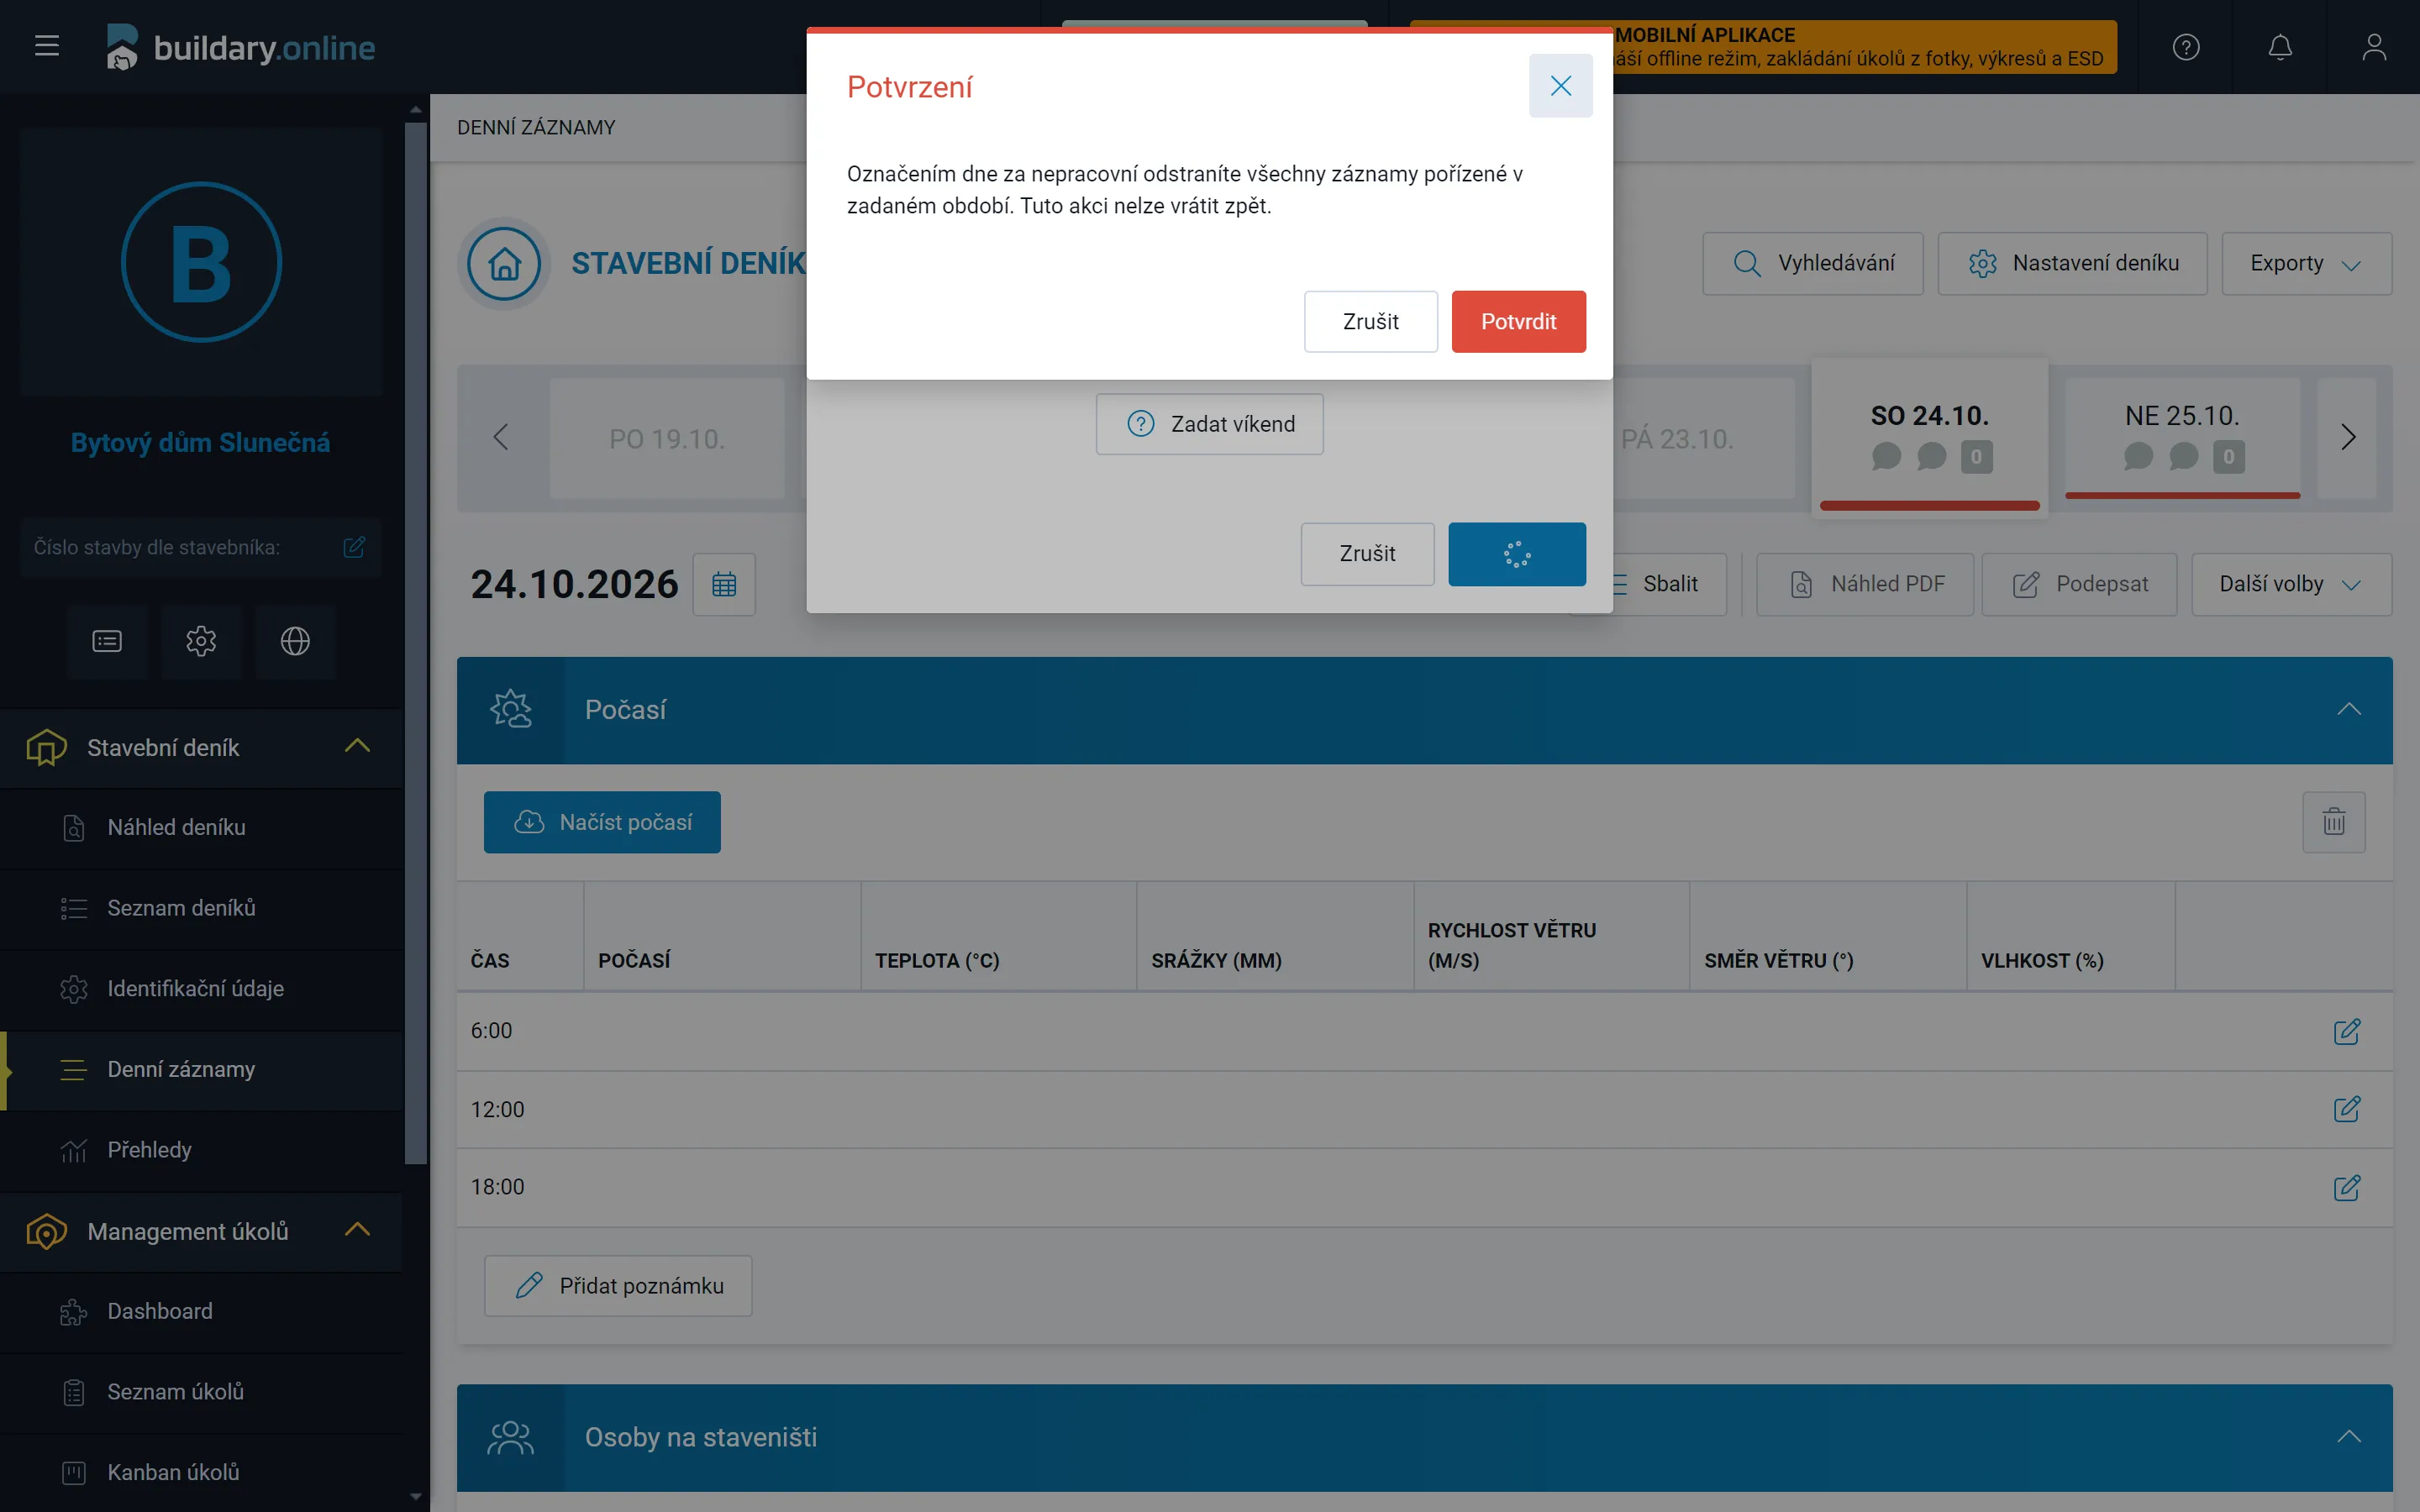 buildary.online
MOBILNÍ APLIKACE
áší offline režim, zakládání úkolů z fotky, výkresů a ESD
B
Bytový dům Slunečná
Číslo stavby dle stavebníka:
Stavební deník
Náhled deníku
Seznam deníků
Identifikační údaje
Denní záznamy
Přehledy
Management úkolů
Dashboard
Seznam úkolů
Kanban úkolů
DENNÍ ZÁZNAMY
Potvrzení
Označením dne za nepracovní odstraníte všechny záznamy pořízené v
zadaném období. Tuto akci nelze vrátit zpět.
Zrušit
Potvrdit
Zadat víkend
Zrušit
STAVEBNÍ DENÍK
Vyhledávání
Nastavení deníku
Exporty
PO 19.10.
PÁ 23.10.
SO 24.10.
0
NE 25.10.
0
24.10.2026
Sbalit
Náhled PDF
Podepsat
Další volby
Počasí
Načíst počasí
ČAS
POČASÍ
TEPLOTA (°C)
SRÁŽKY (MM)
RYCHLOST VĚTRU
(M/S)
SMĚR VĚTRU (°)
VLHKOST (%)
6:00
12:00
18:00
Přidat poznámku
Osoby na staveništi